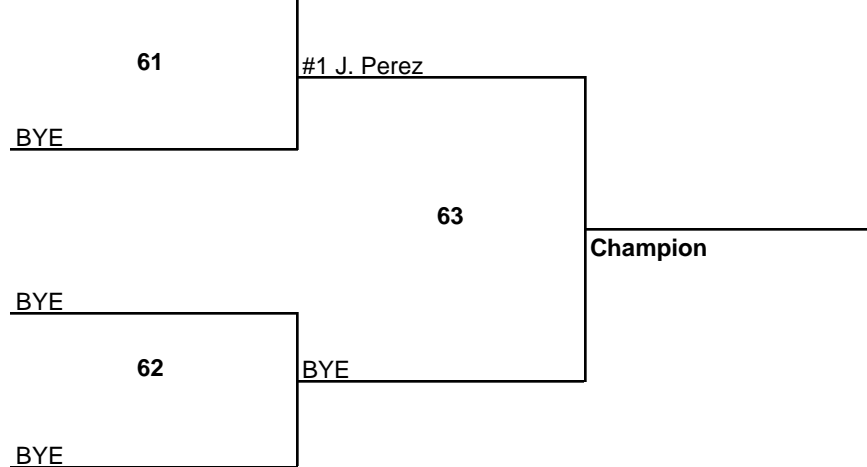 61
#1 J. Perez
BYE
63
Champion
BYE
62
BYE
BYE